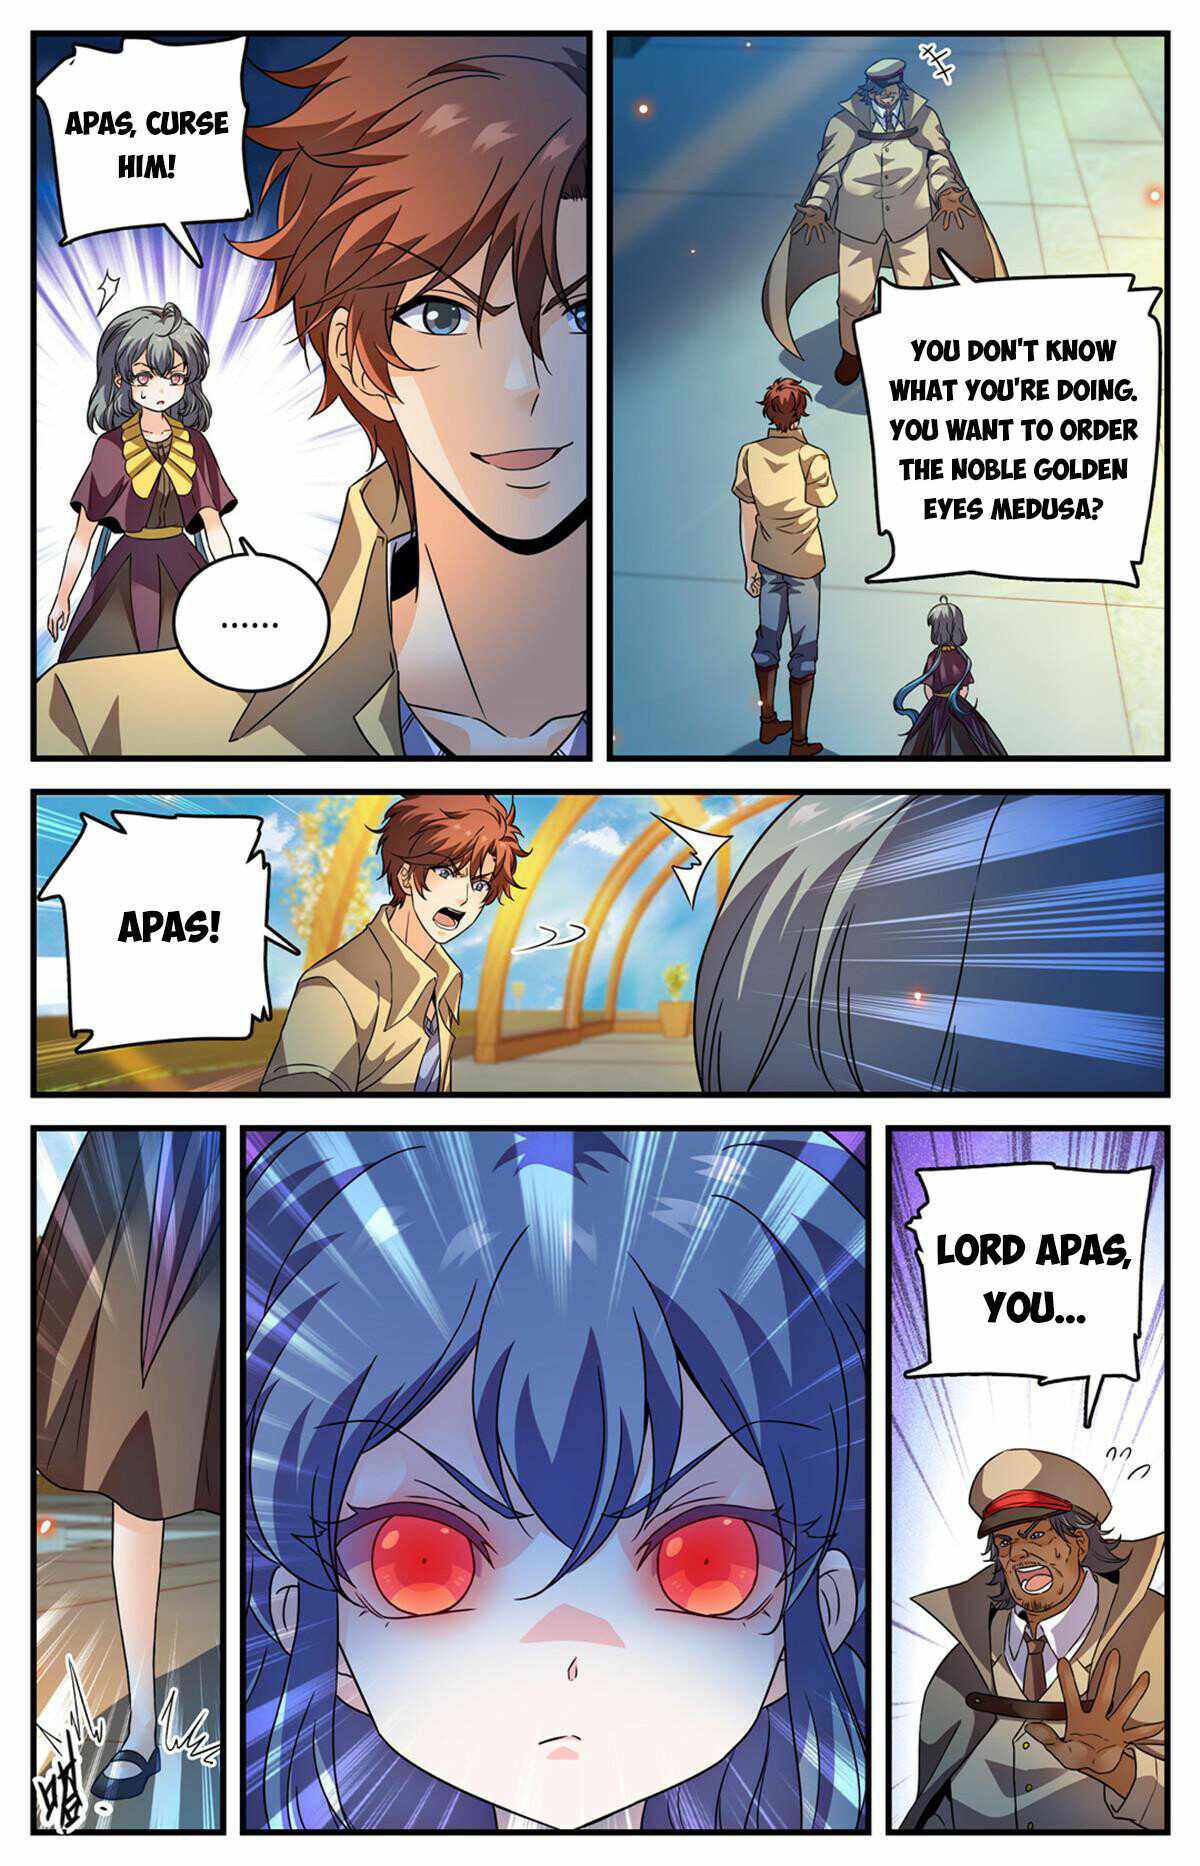 APAS, CURSE
HIM!
......
YOU DON'T KNOW
WHAT YOU'RE DOING.
YOU WANT TO ORDER
THE NOBLE GOLDEN
EYES MEDUSA?
APAS!
LORD APAS,
YOU...